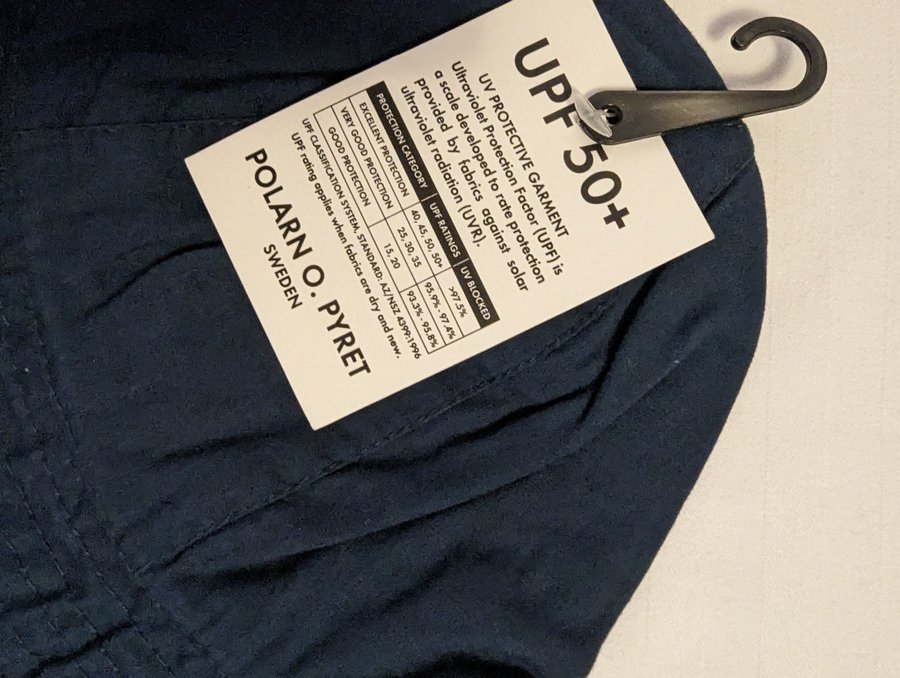 UPF 50+
UV PROTECTIVE GARMENT
Ultraviolet Protection Factor (UPF) is
a scale developed to rate protection
provided by fabrics against solar
ultraviolet radiation (UVR).
PROTECTION CATEGORY UPF RATINGS UV BLOCKED
EXCELLENT PROTECTION 40, 45, 50, 50+ >97.5%
VERY GOOD PROTECTION 25, 30, 35 95.9% - 97.4%
GOOD PROTECTION 15, 20 93.3% - 95.8%
UPF CLASSIFICATION SYSTEM, STANDARD: AZ/NSZ 4399:1996
UPF rating applies when fabrics are dry and new.
POLARN O. PYRET
SWEDEN